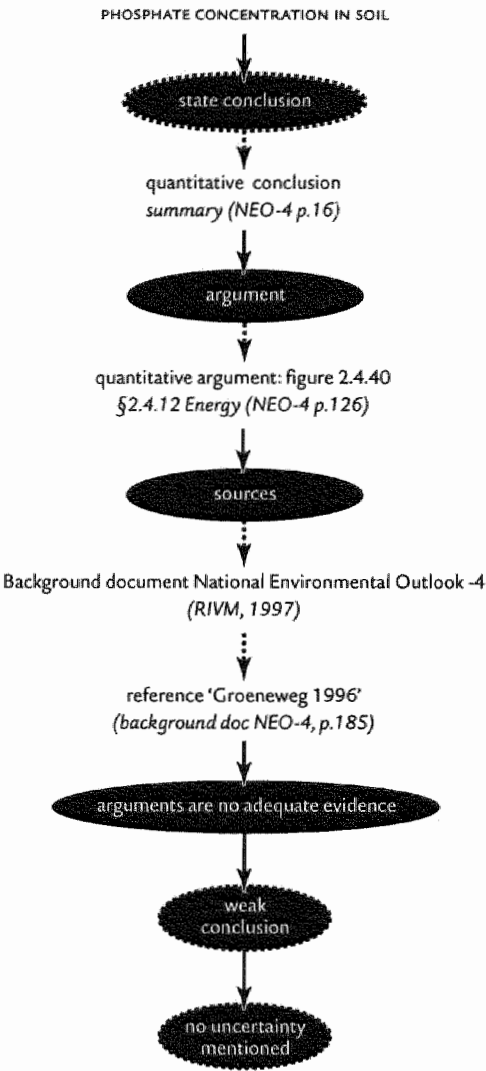 PHOSPHATE CONCENTRATION IN SOIL
state conclusion
quantitative conclusion
summary (NEO-4 p.16)
argument
quantitative argument: figure 2.4.40
§2.4.12 Energy (NEO-4 p.126)
sources
Background document National Environmental Outlook -4
(RIVM, 1997)
reference 'Groeneweg 1996'
(background doc NEO-4, p.185)
arguments are no adequate evidence
weak
conclusion
no uncertainty
mentioned